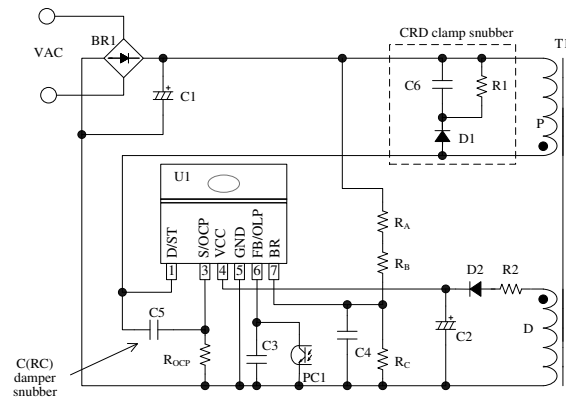 CRD clamp snubber
T1
BR1
VAC
C1
C6
R1
D1
P
U1
D/ST
S/OCP
VCC
GND
FB/OLP
BR
1
3
4
5
6
7
RA
RB
D2
R2
C5
C(RC)
damper
snubber
ROCP
C3
PC1
C4
RC
C2
D